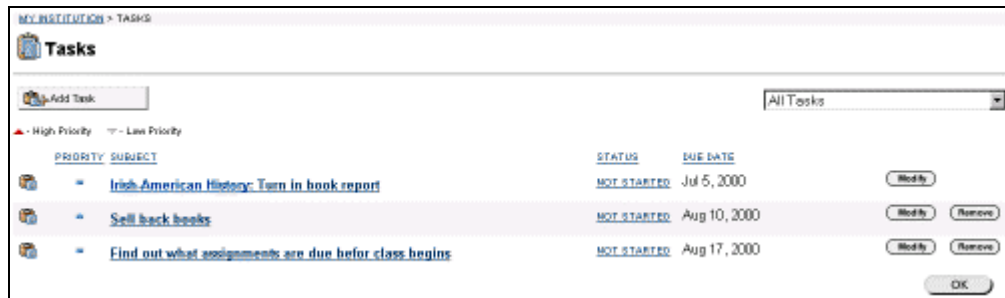 MY INSTITUTION > TASKS
Tasks
Add Task
All Tasks
- High Priority - Low Priority
PRIORITY SUBJECT STATUS DUE DATE
Irish-American History: Turn in book report NOT STARTED Jul 5, 2000 Modify
Sell back books NOT STARTED Aug 10, 2000 Modify Remove
Find out what assignments are due befor class begins NOT STARTED Aug 17, 2000 Modify Remove
OK